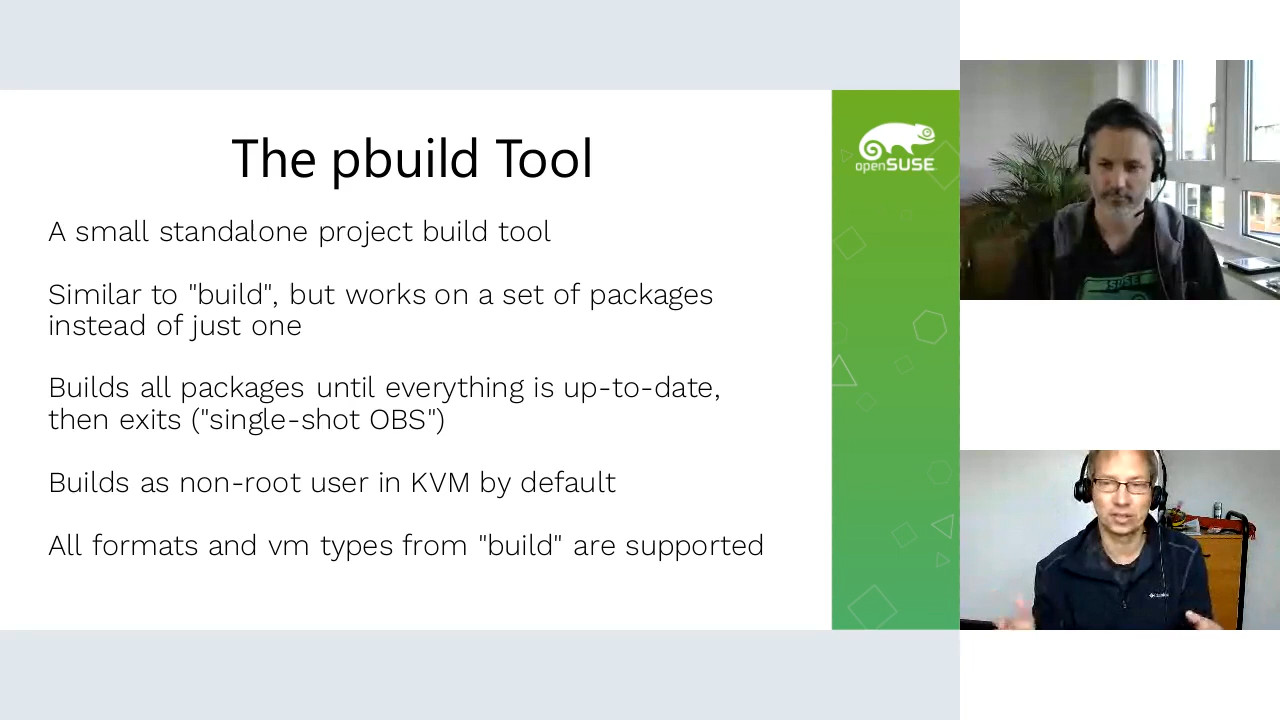 The pbuild Tool
A small standalone project build tool
Similar to "build", but works on a set of packages
instead of just one
Builds all packages until everything is up-to-date,
then exits ("single-shot OBS")
Builds as non-root user in KVM by default
All formats and vm types from "build" are supported
openSUSE
SUSE